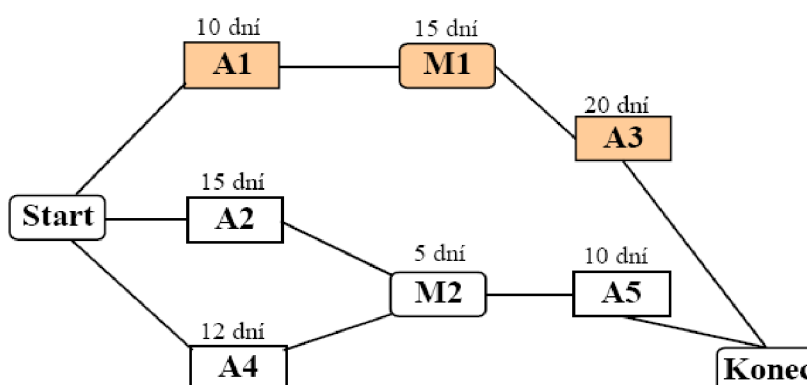 10 dní
A1
15 dní
M1
20 dní
A3
Start
15 dní
A2
5 dní
M2
10 dní
A5
12 dní
A4
Konec